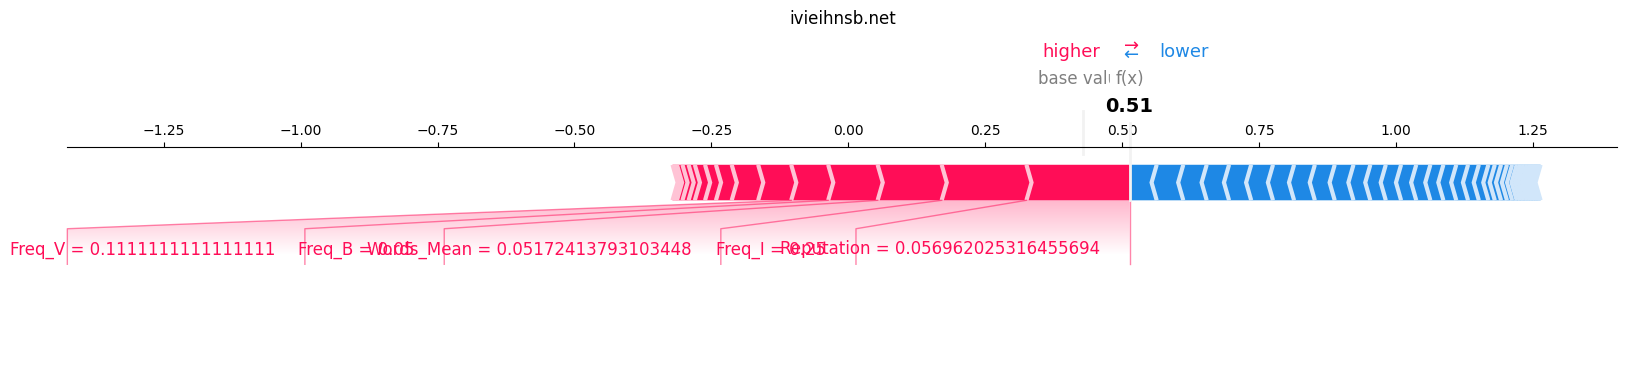 ivieihnsb.net
higher ⇄ lower
base valu f(x)
0.51
−1.25 −1.00 −0.75 −0.50 −0.25 0.00 0.25 0.50 0.75 1.00 1.25
Freq_V = 0.1111111111111111 Freq_B = 0.05 Words_Mean = 0.05172413793103448 Freq_I = 0.25 Reputation = 0.056962025316455694